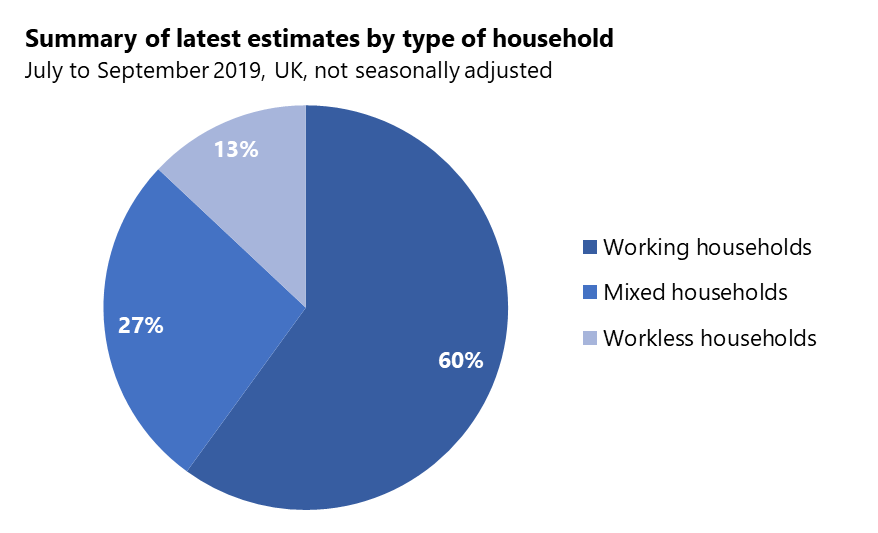 Summary of latest estimates by type of household
July to September 2019, UK, not seasonally adjusted
13%
27%
60%
Working households
Mixed households
Workless households